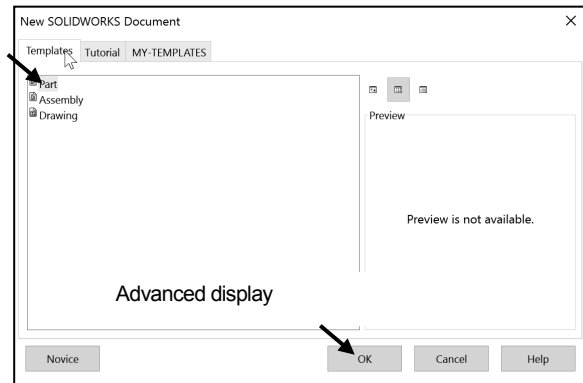 New SOLIDWORKS Document
Templates Tutorial MY-TEMPLATES
Part
Assembly
Drawing
Preview
Preview is not available.
Advanced display
Novice OK Cancel Help